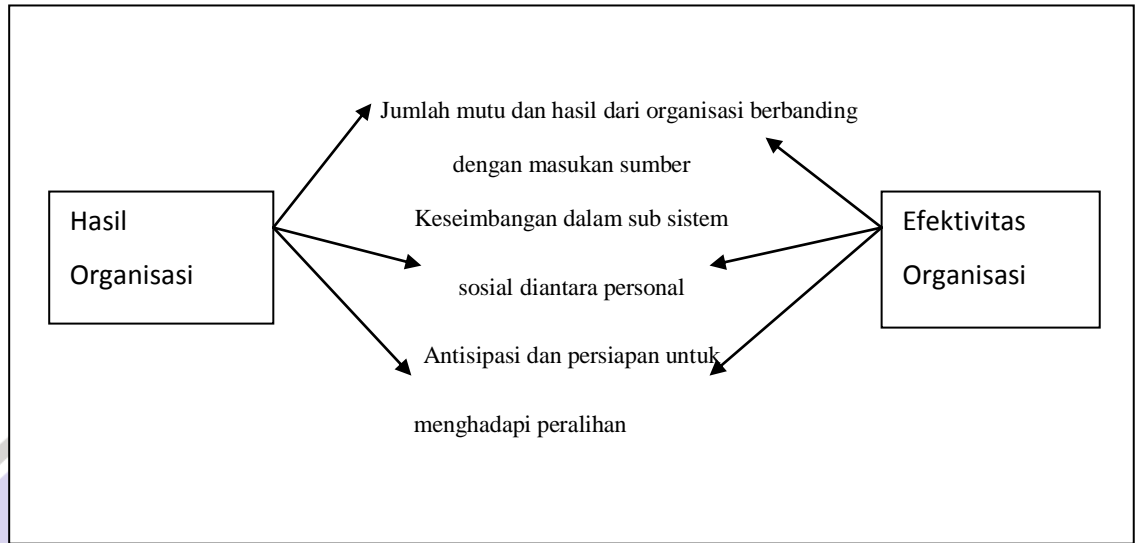 Jumlah mutu dan hasil dari organisasi berbanding
dengan masukan sumber
Hasil
Organisasi
Keseimbangan dalam sub sistem
sosial diantara personal
Efektivitas
Organisasi
Antisipasi dan persiapan untuk
menghadapi peralihan